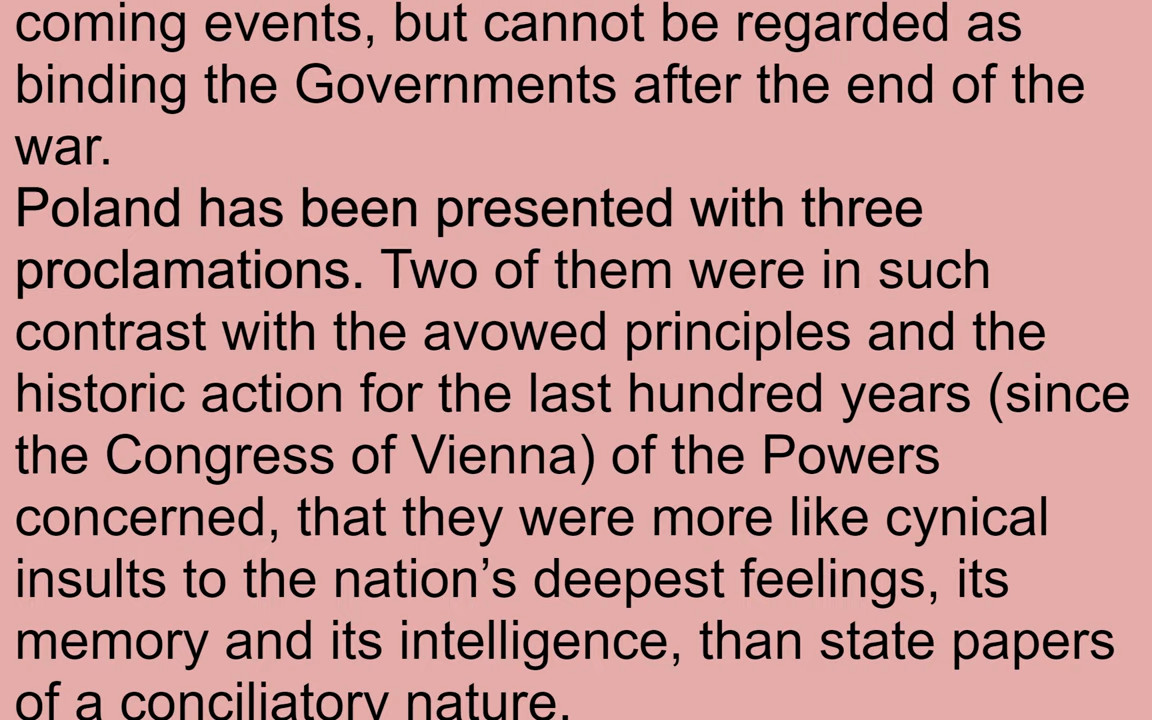 coming events, but cannot be regarded as
binding the Governments after the end of the
war.
Poland has been presented with three
proclamations. Two of them were in such
contrast with the avowed principles and the
historic action for the last hundred years (since
the Congress of Vienna) of the Powers
concerned, that they were more like cynical
insults to the nation’s deepest feelings, its
memory and its intelligence, than state papers
of a conciliatory nature.